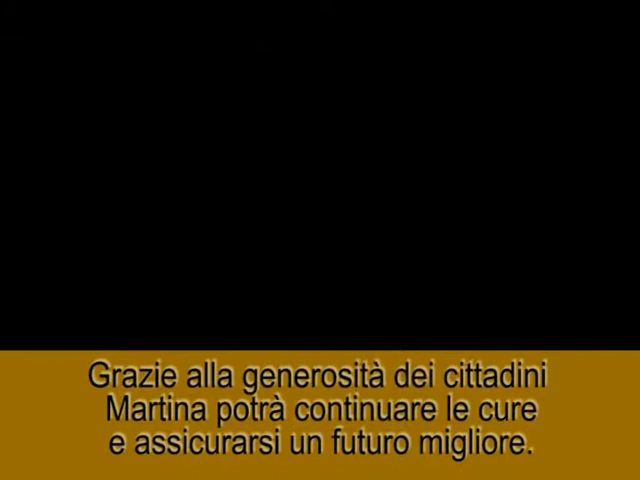 Grazie alla generosità dei cittadini
Martina potrà continuare le cure
e assicurarsi un futuro migliore.